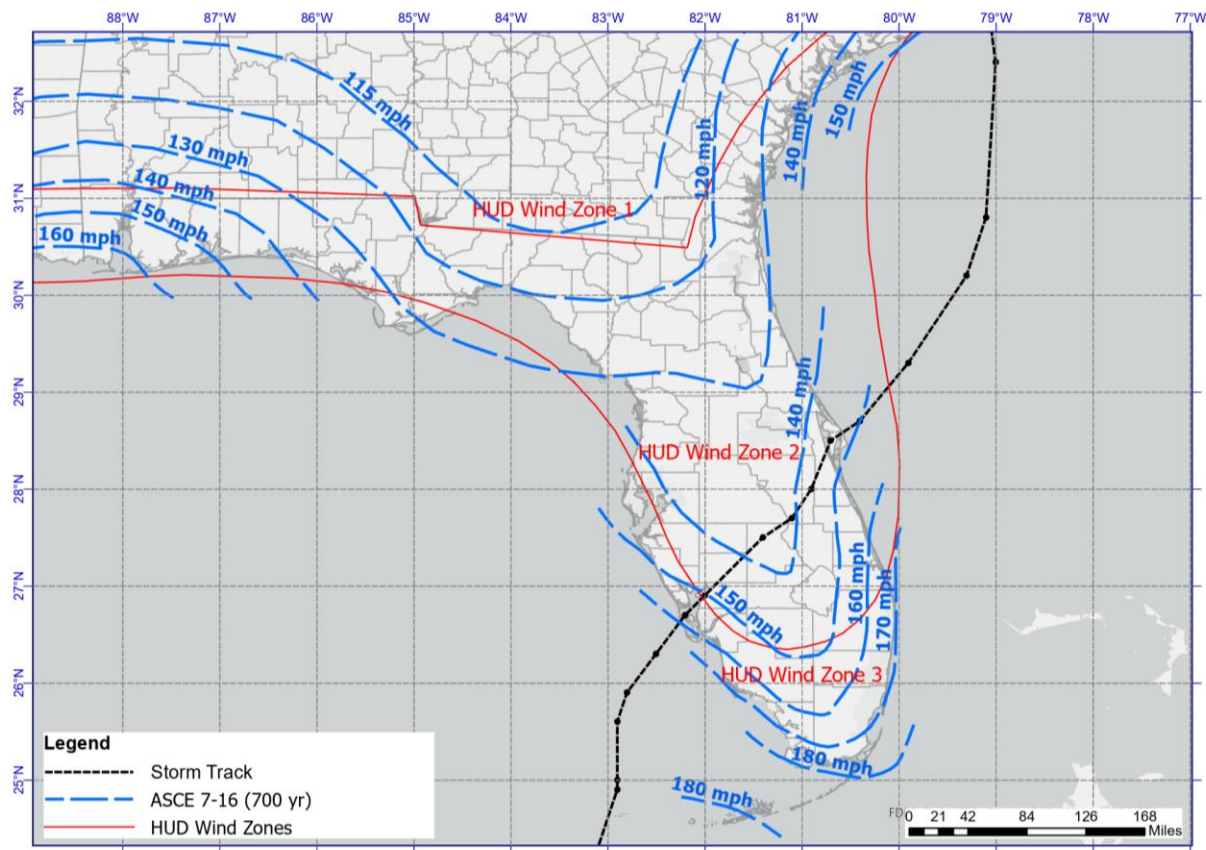 88°W 87°W 86°W 85°W 84°W 83°W 82°W 81°W 80°W 79°W 78°W 77°W
32°N
115 mph
150 mph
140 mph
130 mph
120 mph
140 mph
31°N
150 mph
HUD Wind Zone 1
160 mph
30°N
29°N
140 mph
HUD Wind Zone 2
28°N
27°N
150 mph
160 mph
170 mph
26°N
HUD Wind Zone 3
180 mph
25°N
180 mph
Legend
Storm Track
ASCE 7-16 (700 yr)
HUD Wind Zones
FD
0 21 42 84 126 168
Miles